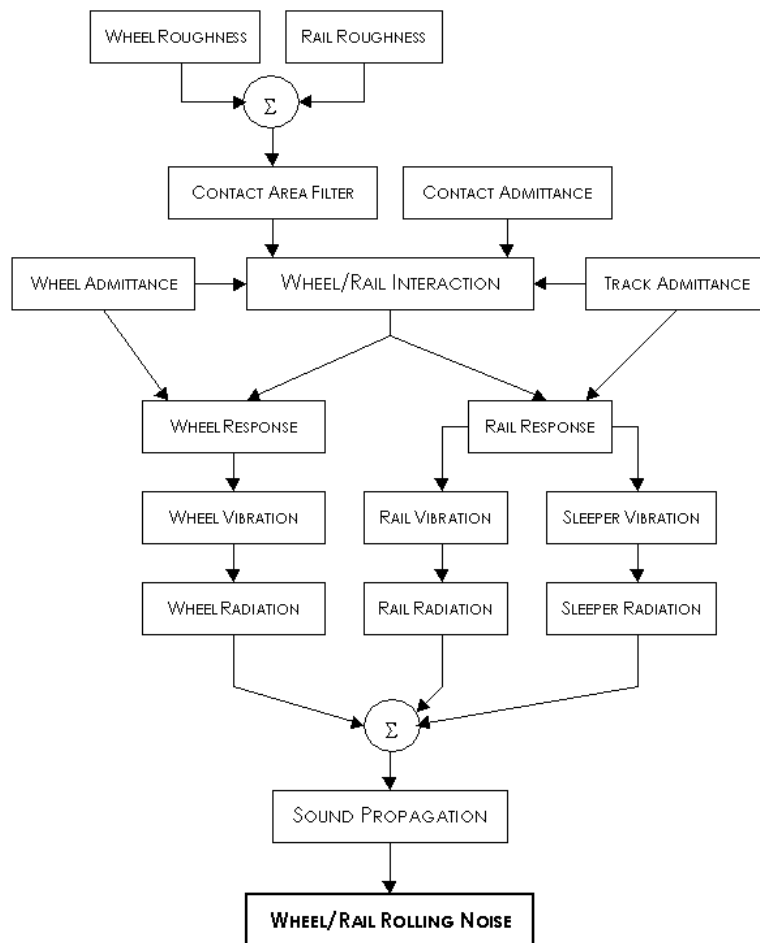 WHEEL ROUGHNESS
RAIL ROUGHNESS
Σ
CONTACT AREA FILTER
CONTACT ADMITTANCE
WHEEL ADMITTANCE
WHEEL/RAIL INTERACTION
TRACK ADMITTANCE
WHEEL RESPONSE
RAIL RESPONSE
WHEEL VIBRATION
RAIL VIBRATION
SLEEPER VIBRATION
WHEEL RADIATION
RAIL RADIATION
SLEEPER RADIATION
Σ
SOUND PROPAGATION
WHEEL/RAIL ROLLING NOISE